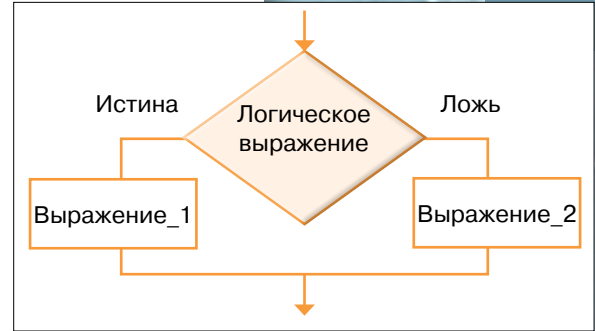 Истина
Логическое
выражение
Ложь
Выражение_1
Выражение_2